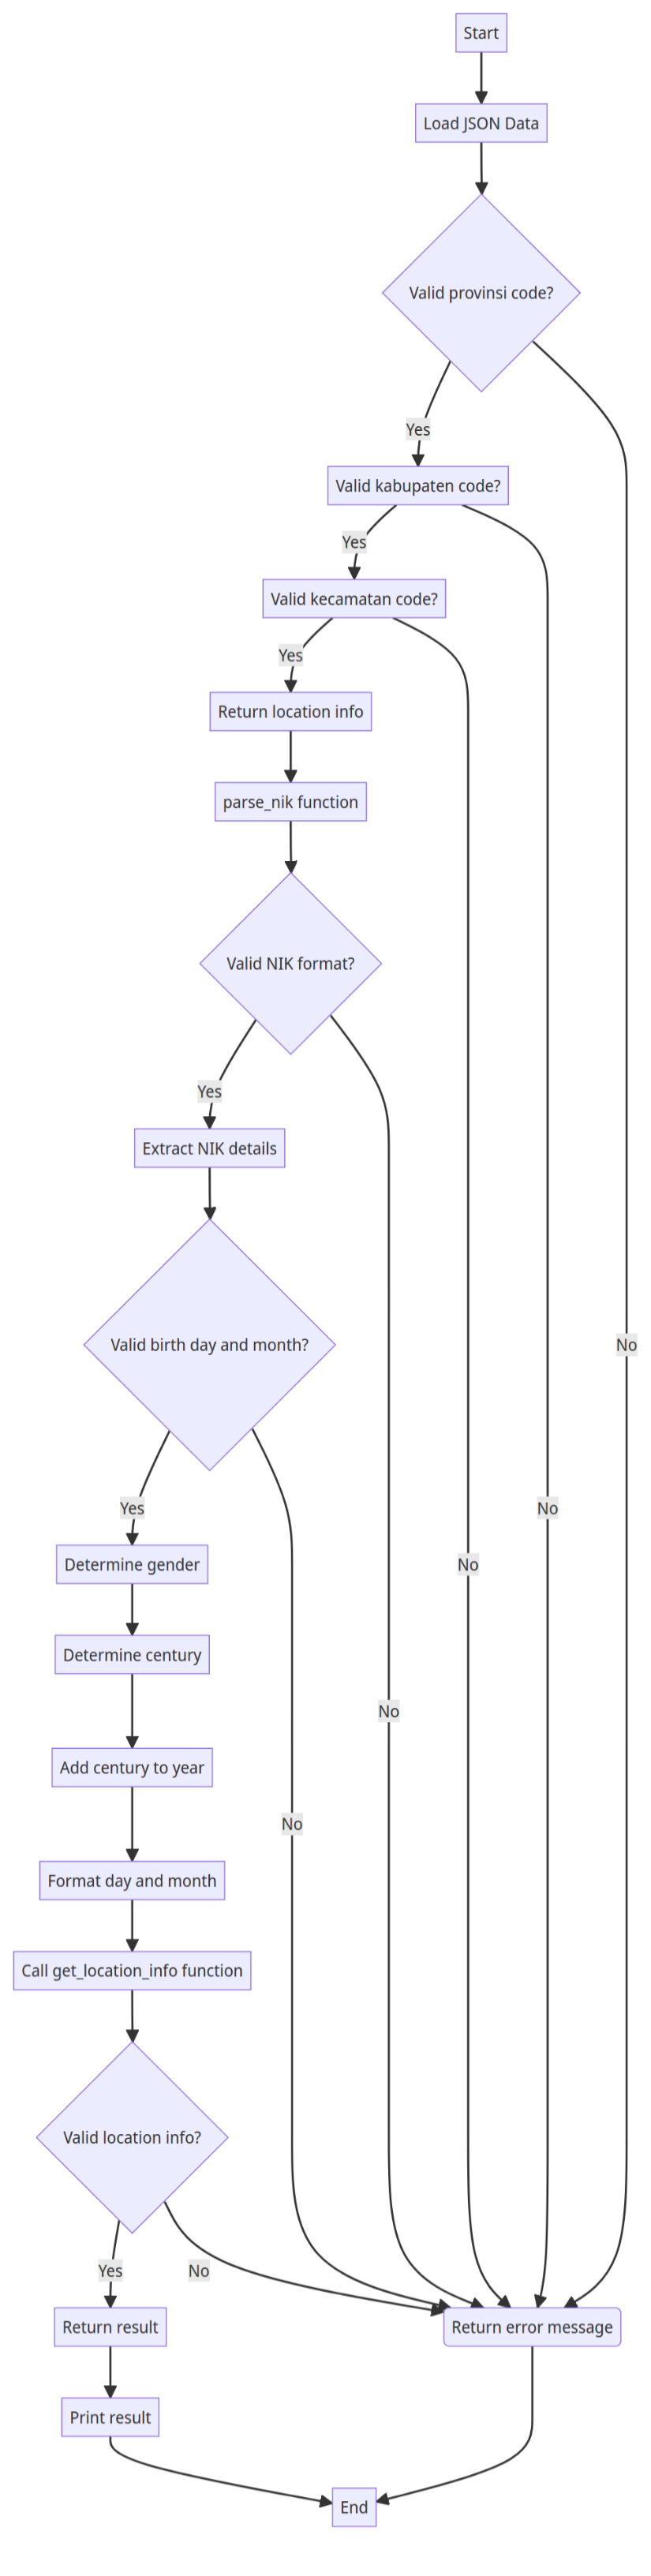 Start
Load JSON Data
Valid provinsi code?
Yes
Valid kabupaten code?
Yes
Valid kecamatan code?
Yes
Return location info
parse_nik function
Valid NIK format?
Yes
Extract NIK details
Valid birth day and month?
No
Yes
No
Determine gender
No
Determine century
No
Add century to year
No
Format day and month
Call get_location_info function
Valid location info?
Yes
No
Return result
Return error message
Print result
End